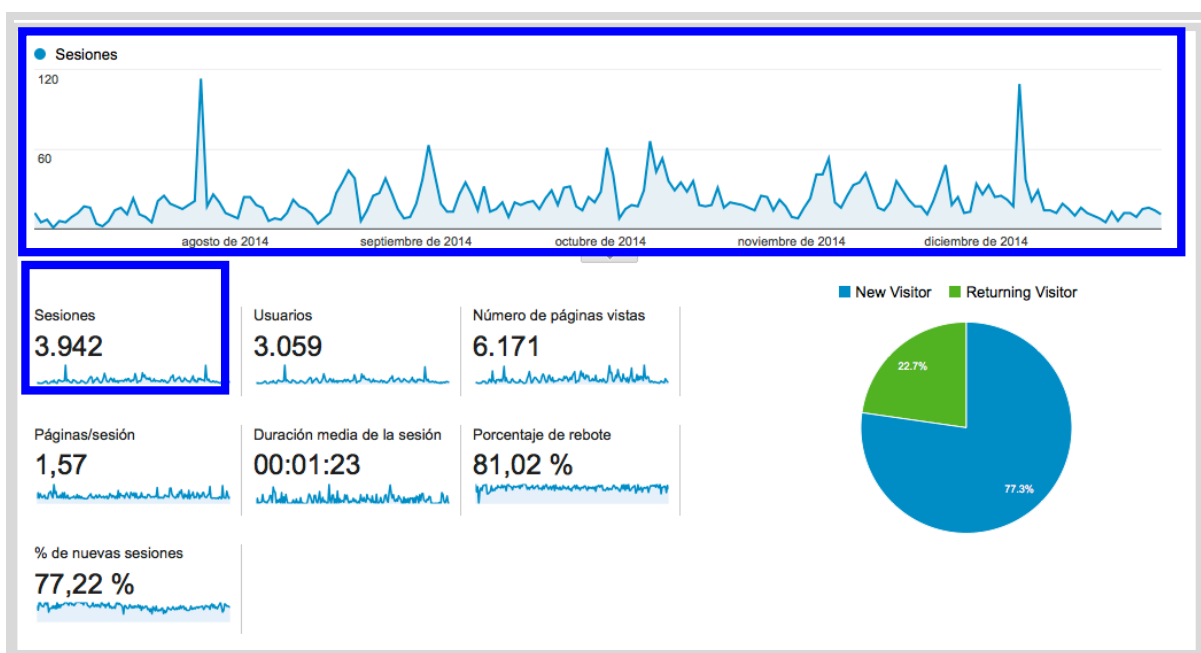 Sesiones
120
60
agosto de 2014 septiembre de 2014 octubre de 2014 noviembre de 2014 diciembre de 2014
New Visitor Returning Visitor
Sesiones Usuarios Número de páginas vistas
3.942 3.059 6.171
22.7%
Páginas/sesión Duración media de la sesión Porcentaje de rebote
1,57 00:01:23 81,02 %
77.3%
% de nuevas sesiones
77,22 %